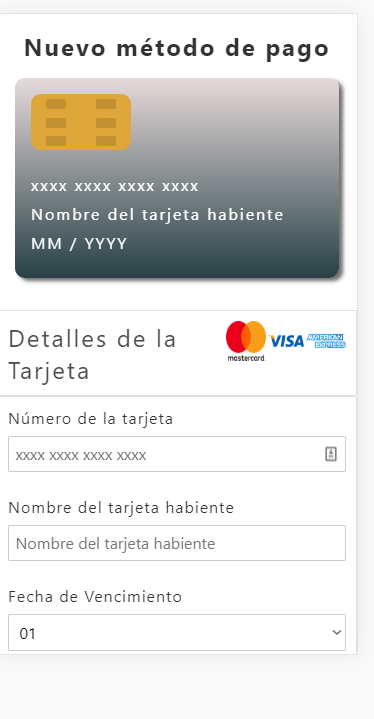 Nuevo método de pago
xxxx xxxx xxxx xxxx
Nombre del tarjeta habiente
MM / YYYY
Detalles de la
Tarjeta
mastercard.
VISA
AMERICAN
EXPRESS
Número de la tarjeta
xxxx xxxx xxxx xxxx
Nombre del tarjeta habiente
Nombre del tarjeta habiente
Fecha de Vencimiento
01